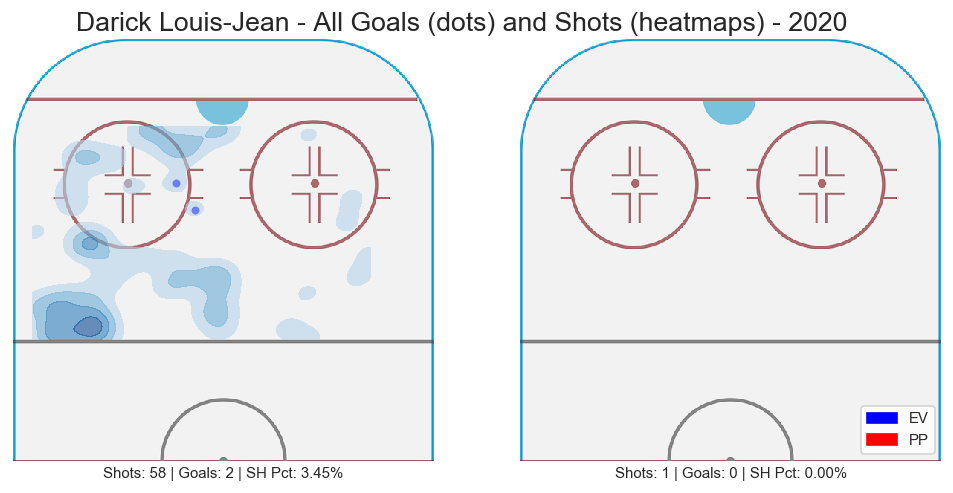 Darick Louis-Jean - All Goals (dots) and Shots (heatmaps) - 2020
EV
PP
Shots: 58 | Goals: 2 | SH Pct: 3.45%
Shots: 1 | Goals: 0 | SH Pct: 0.00%